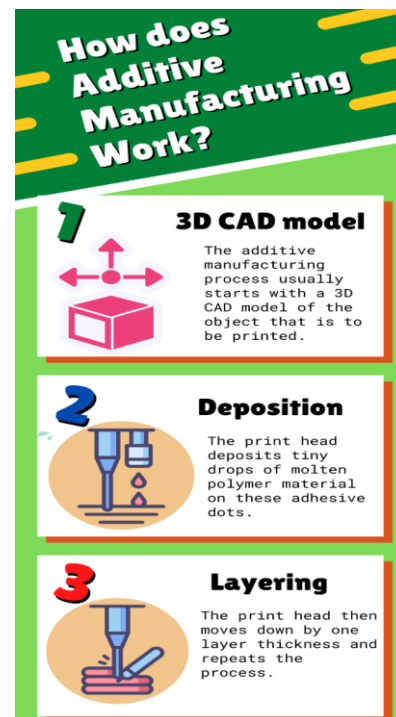 How does
Additive
Manufacturing
Work?
1
3D CAD model
The additive
manufacturing
process usually
starts with a 3D
CAD model of the
object that is to
be printed.
2
Deposition
The print head
deposits tiny
drops of molten
polymer material
on these adhesive
dots.
3
Layering
The print head then
moves down by one
layer thickness and
repeats the
process.